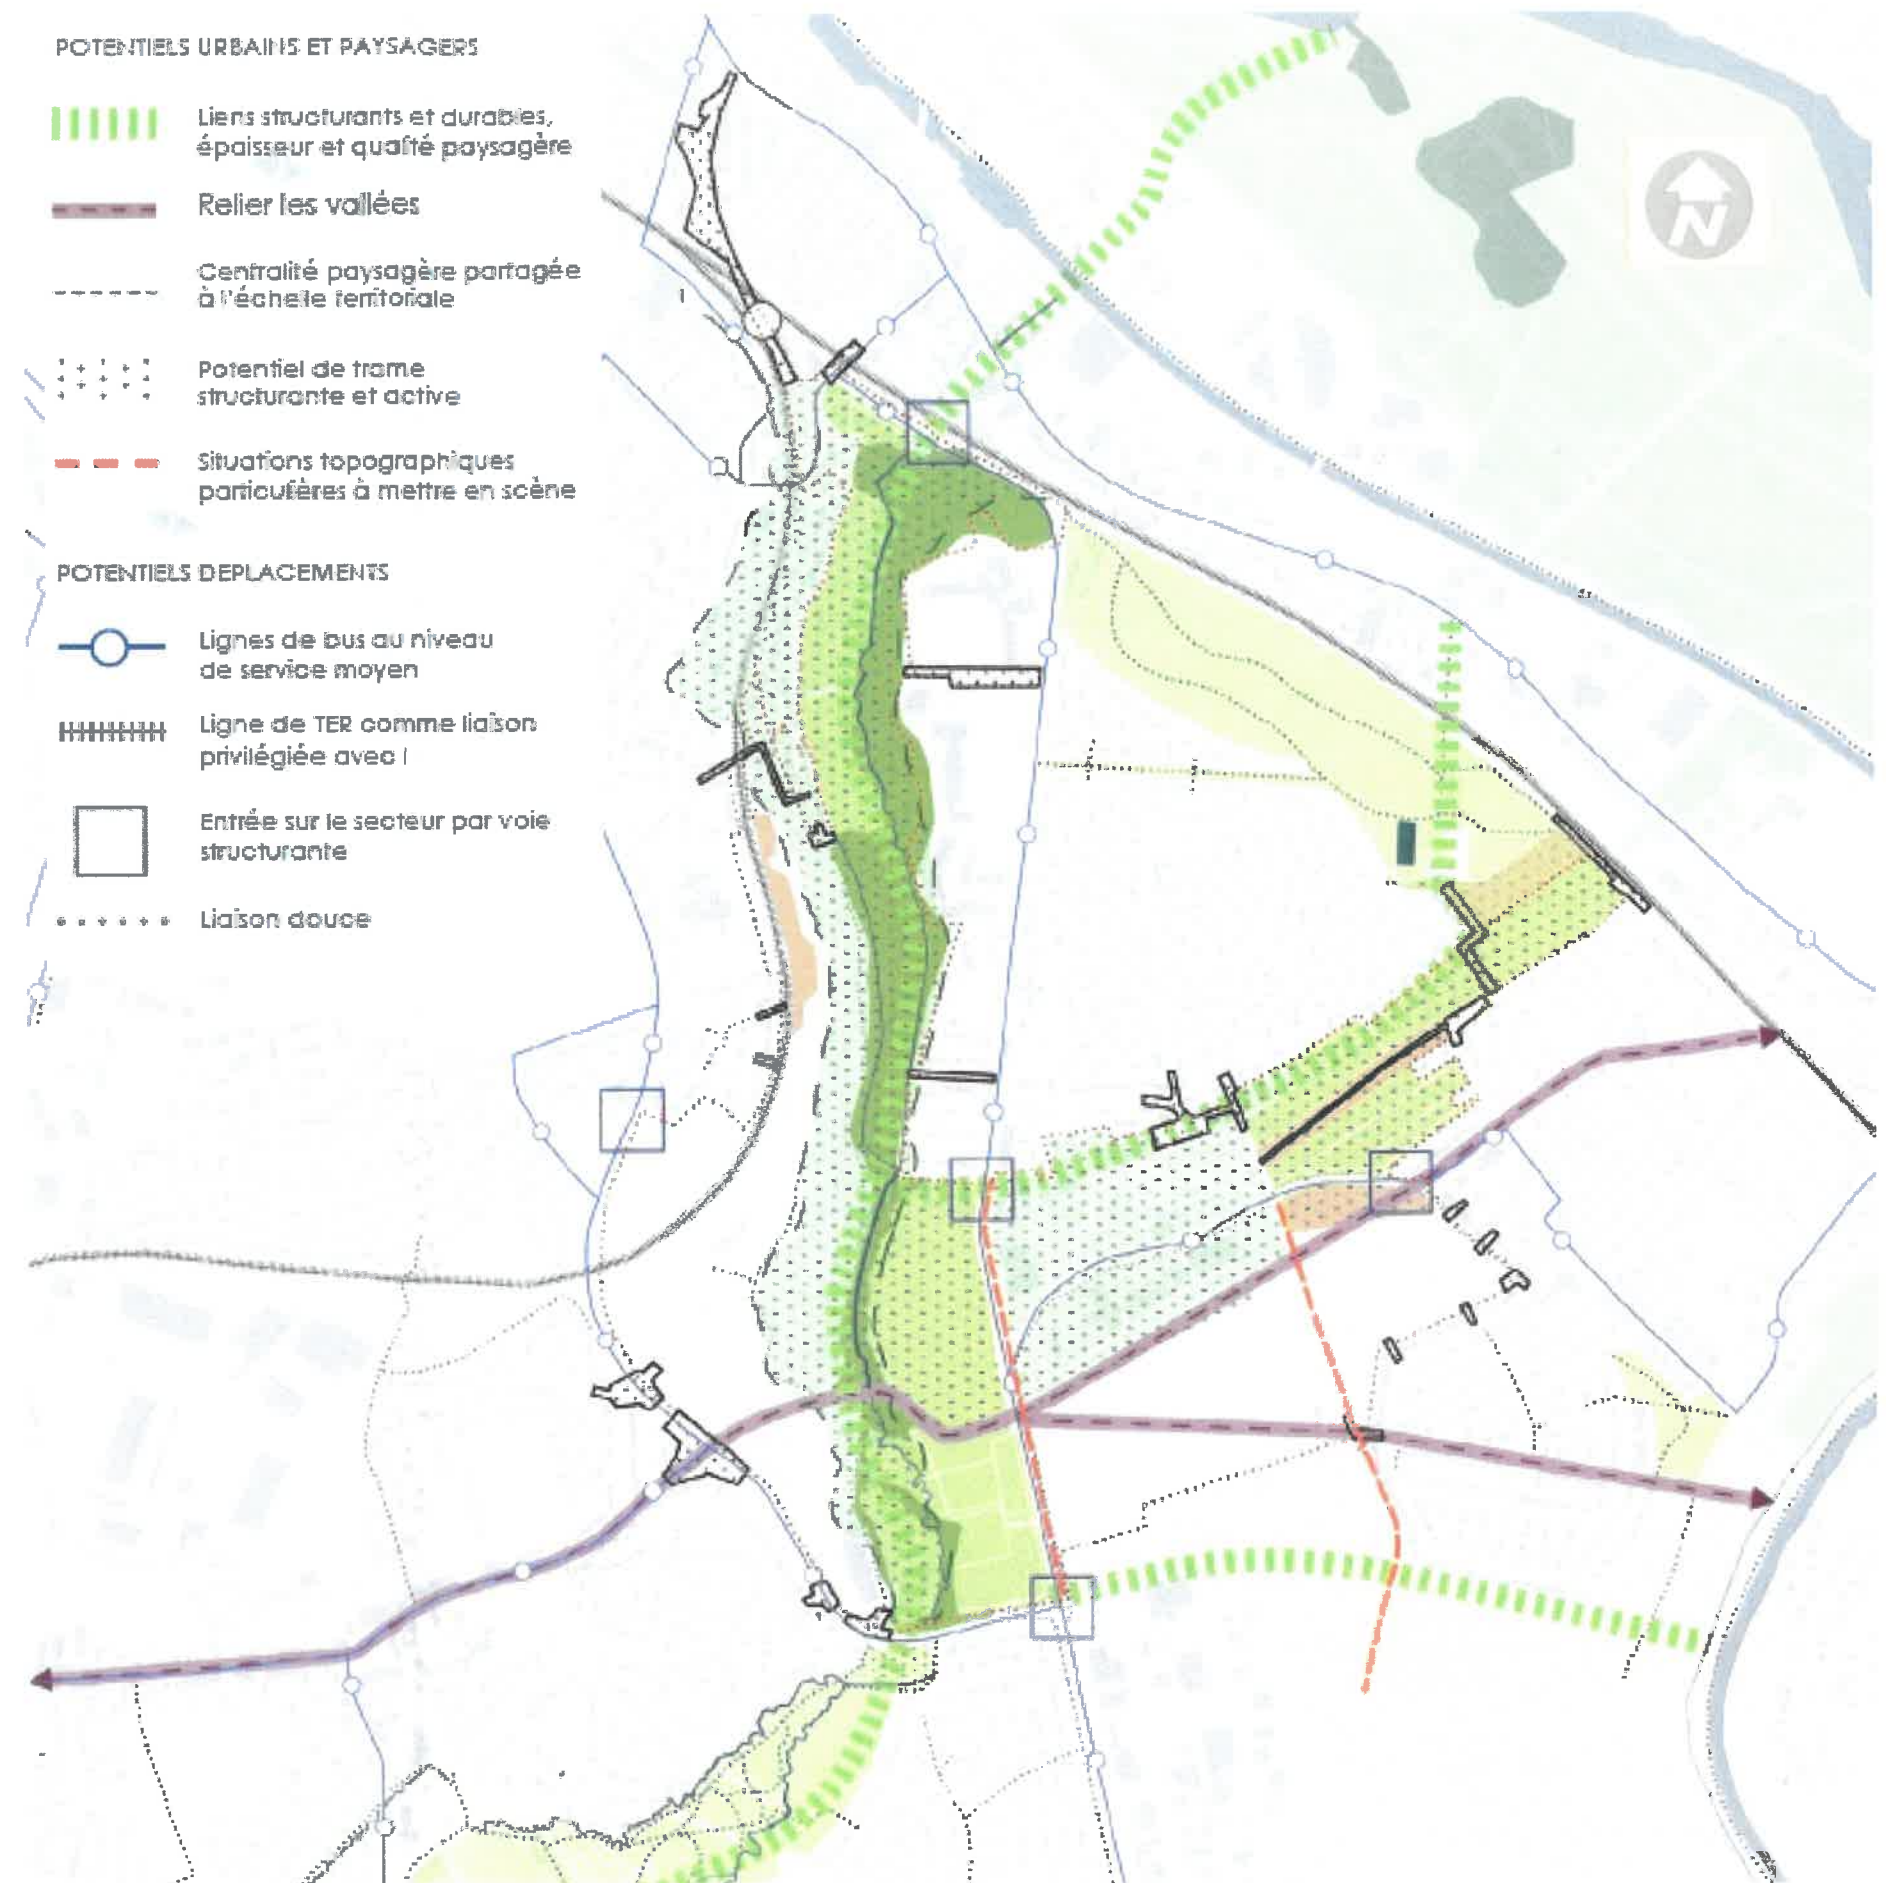 POTENTIELS URBAINS ET PAYSAGERS
Liens structurants et durables,
épaisseur et qualité paysagère
Relier les vallées
Centralité paysagère partagée
à l'échelle territoriale
Potentiel de trame
structurante et active
Situations topographiques
particulières à mettre en scène
POTENTIELS DEPLACEMENTS
Lignes de bus au niveau
de service moyen
Ligne de TER comme liaison
privilégiée avec l
Entrée sur le secteur par voie
structurante
Liaison douce
N